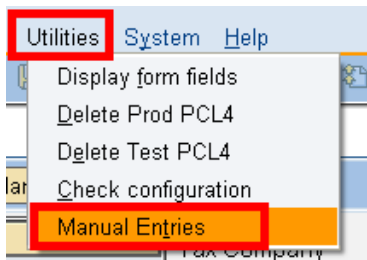 Utilities System Help
Display form fields
Delete Prod PCL4
Delete Test PCL4
Check configuration
Manual Entries
Tax Company